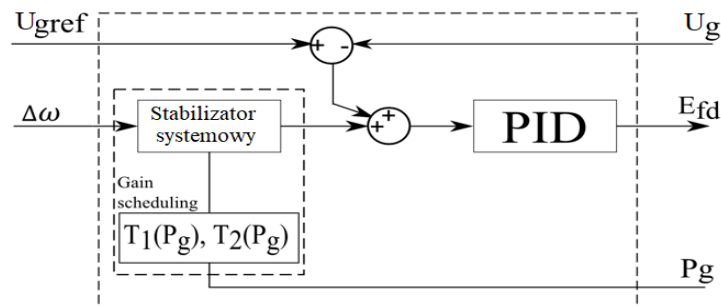 Ugref
+ -
Ug
Δω
Stabilizator
systemowy
+ +
PID
Efd
Gain
scheduling
T1(Pg), T2(Pg)
Pg